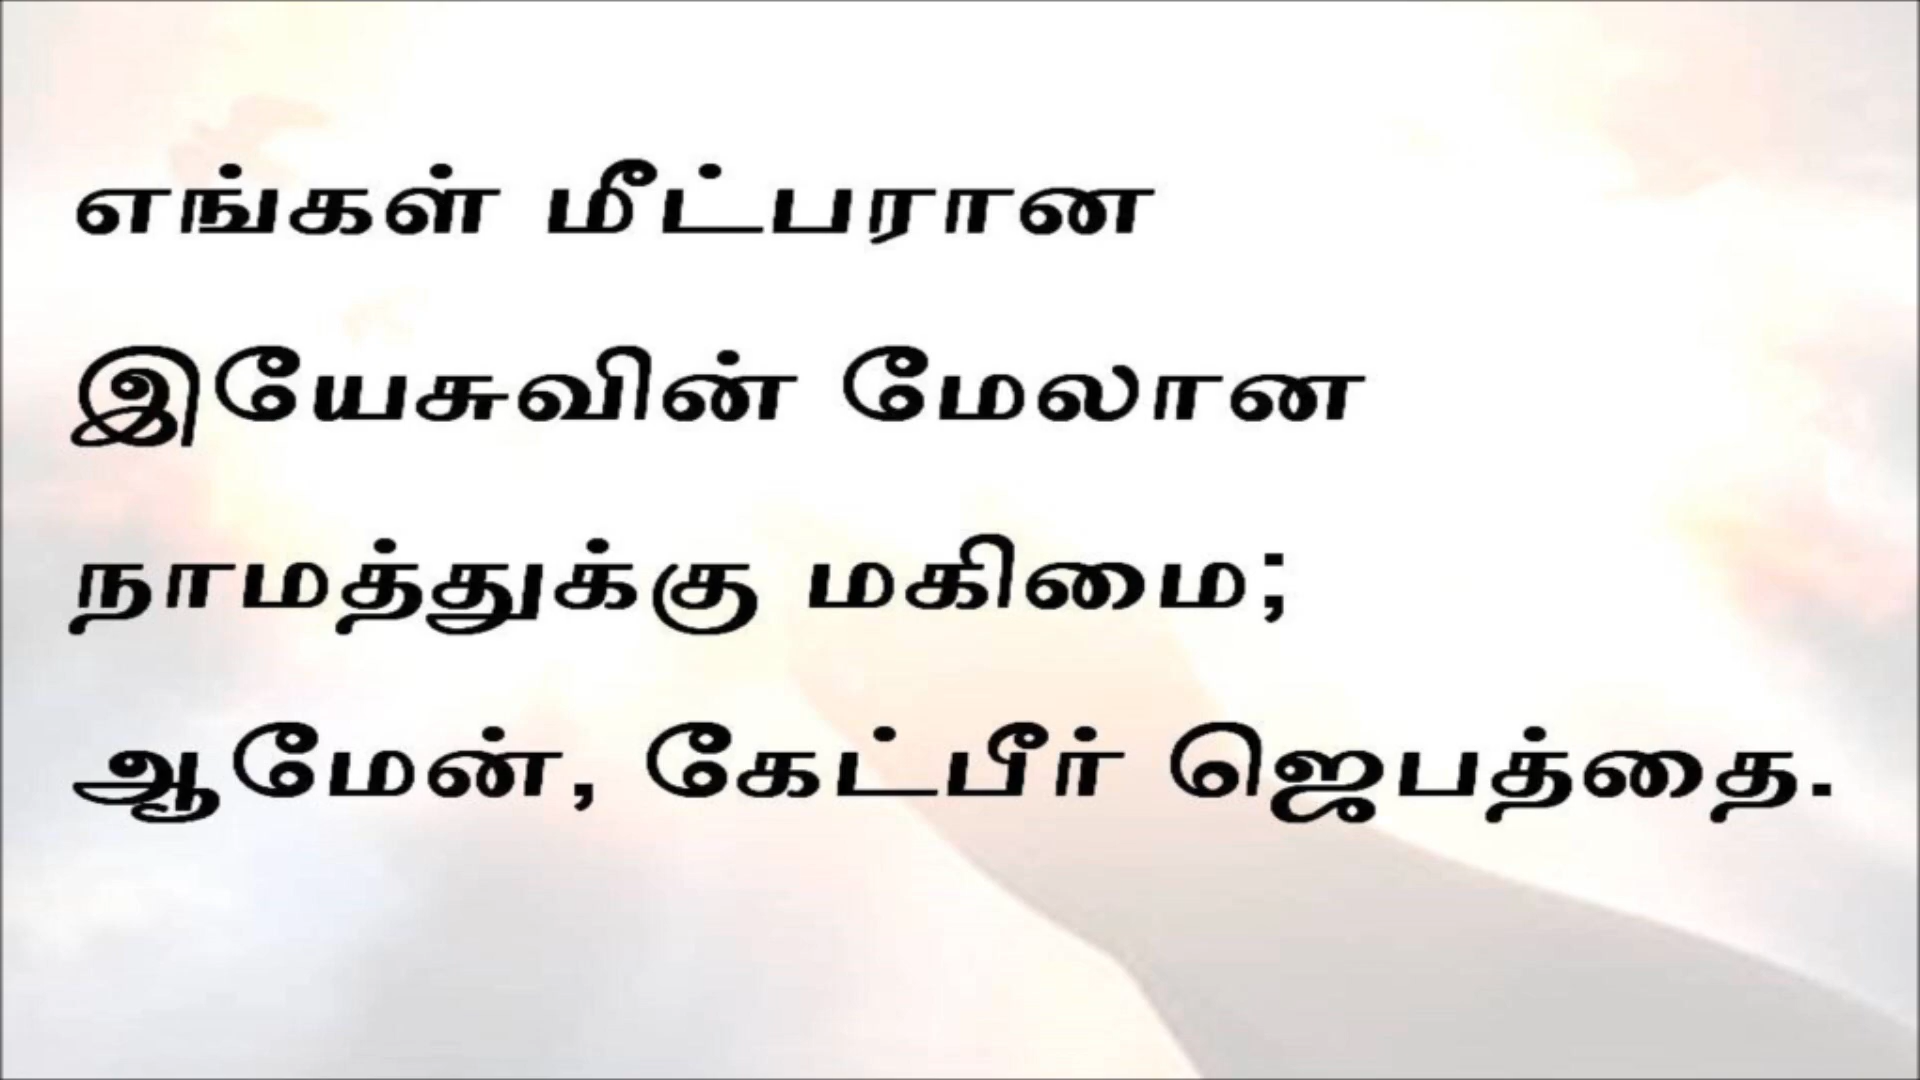 எங்கள் மீட்பரான
இயேசுவின் மேலான
நாமத்துக்கு மகிமை;
ஆமேன், கேட்பீர் ஜெபத்தை.